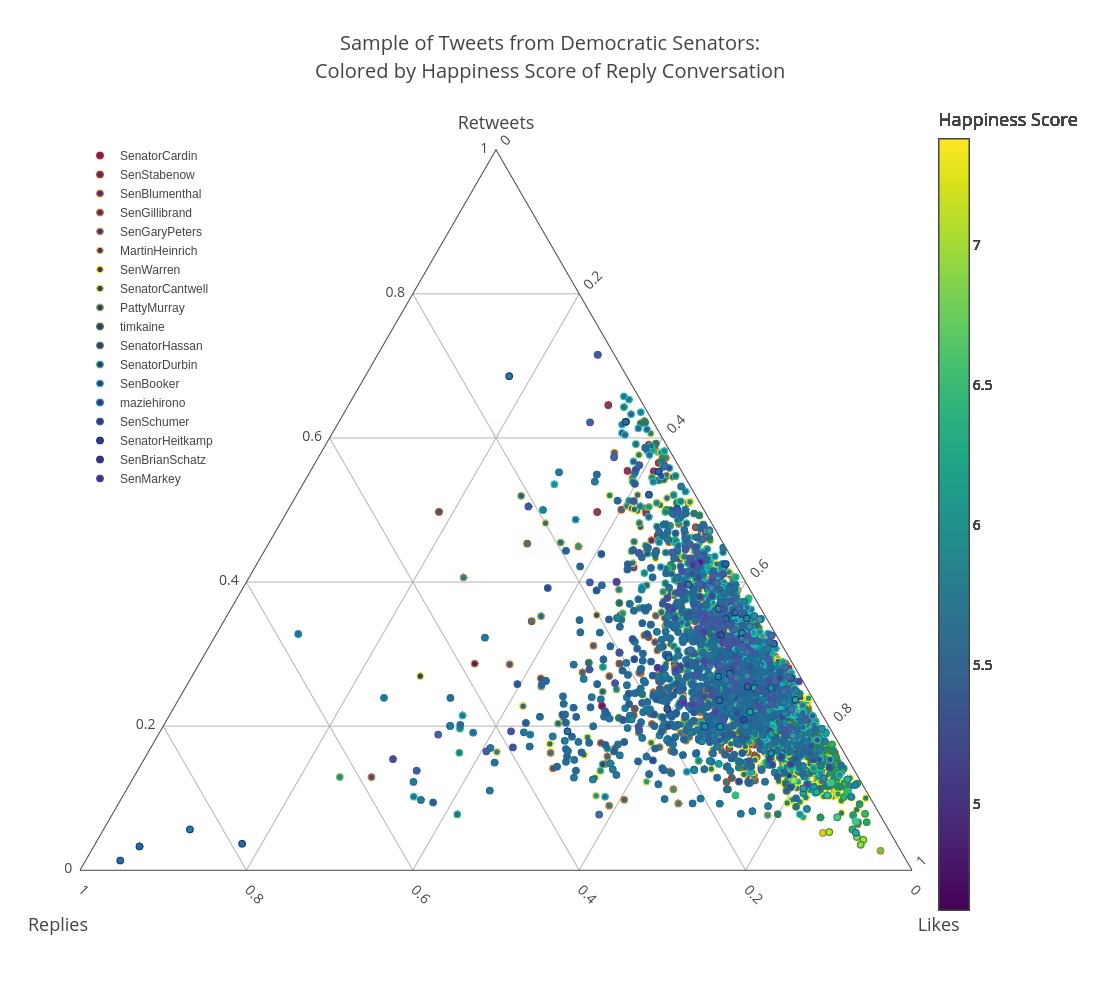 Sample of Tweets from Democratic Senators:
Colored by Happiness Score of Reply Conversation
Happiness Score
Retweets
1
0
SenatorCardin
SenStabenow
SenBlumenthal
SenGillibrand
SenGaryPeters
MartinHeinrich
SenWarren
SenatorCantwell
PattyMurray
timkaine
SenatorHassan
SenatorDurbin
SenBooker
maziehirono
SenSchumer
SenatorHeitkamp
SenBrianSchatz
SenMarkey
0.8
0.6
0.4
0.2
0
0.2
0.4
0.6
0.8
1
1
0.8
0.6
0.4
0.2
0
Replies
Likes
7
6.5
6
5.5
5